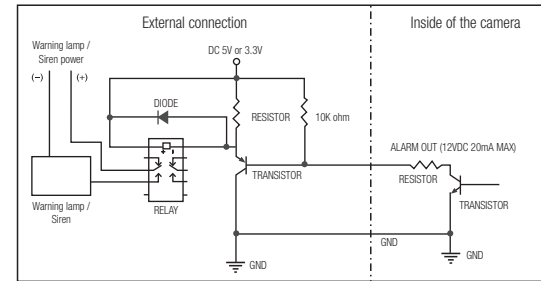 External connection
Inside of the camera
Warning lamp /
Siren power
(−)
(+)
DC 5V or 3.3V
DIODE
RESISTOR
10K ohm
ALARM OUT (12VDC 20mA MAX)
+
-
TRANSISTOR
RESISTOR
TRANSISTOR
RELAY
Warning lamp /
Siren
GND
GND
GND